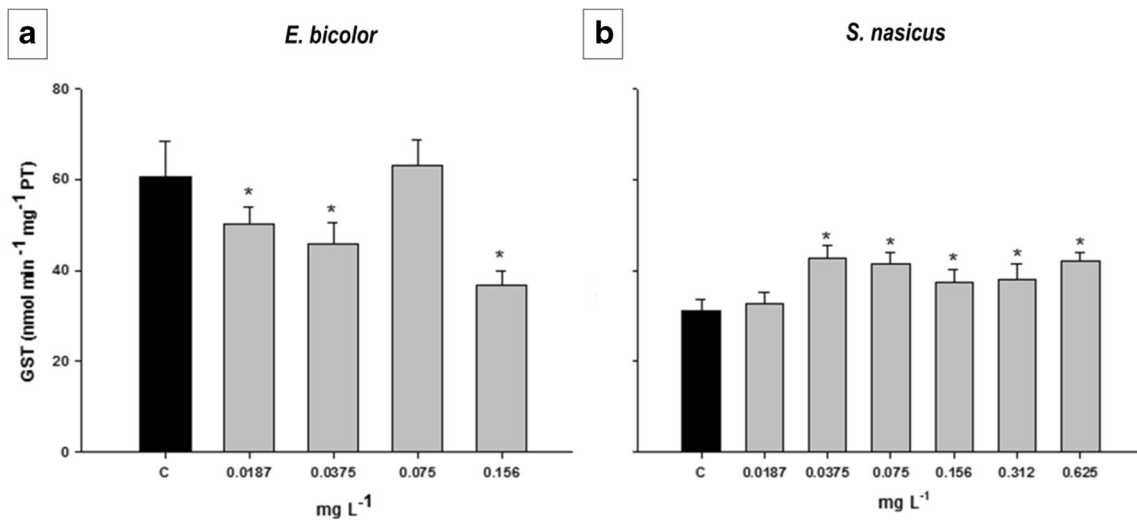 a
E. bicolor
b
S. nasicus
GST (nmol min⁻¹ mg⁻¹ PT)
80
60
40
20
0
*
*
*
C
0.0187
0.0375
0.075
0.156
mg L⁻¹
*
*
*
*
*
C
0.0187
0.0375
0.075
0.156
0.312
0.625
mg L⁻¹